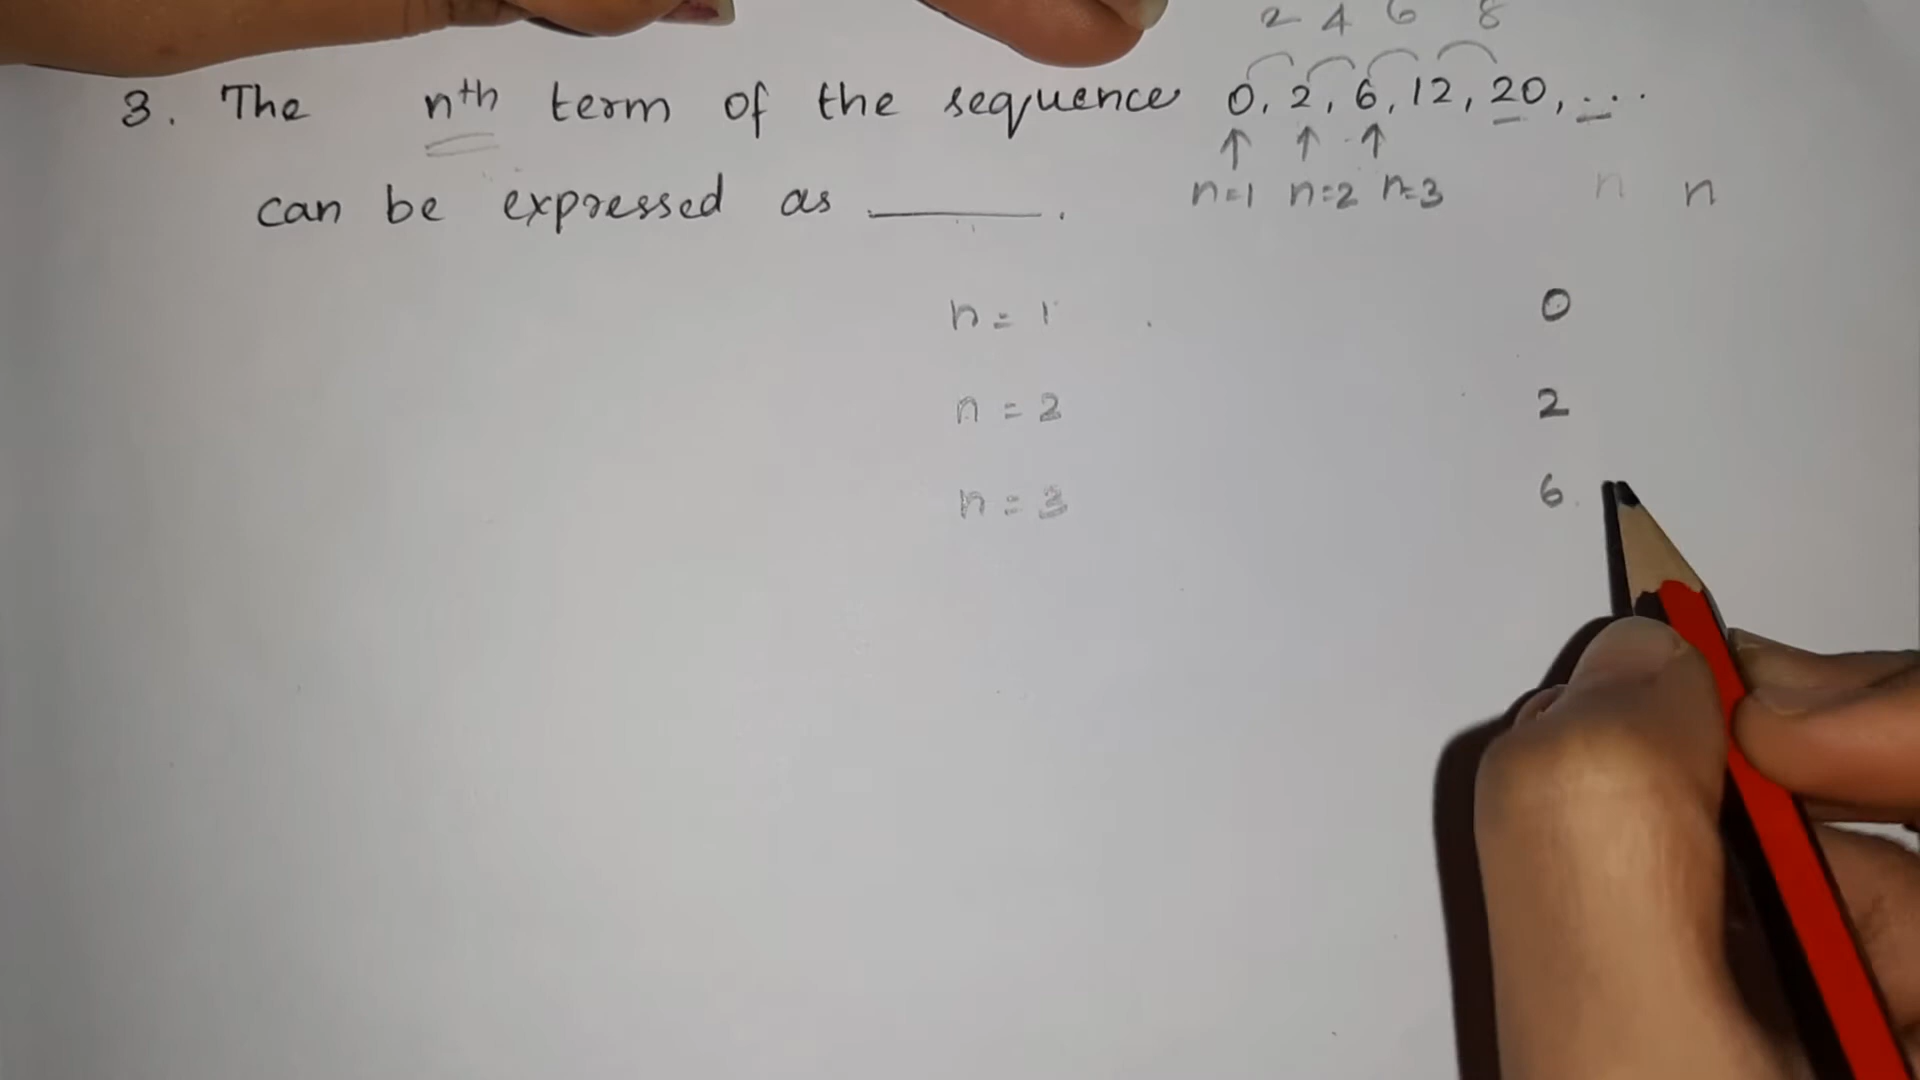 2 4 6 8
3. The nth term of the sequence 0, 2, 6, 12, 20, ...
↑ ↑ ↑
n=1 n=2 n=3 n n
can be expressed as ______.
n = 1 0
n = 2 2
n = 3 6